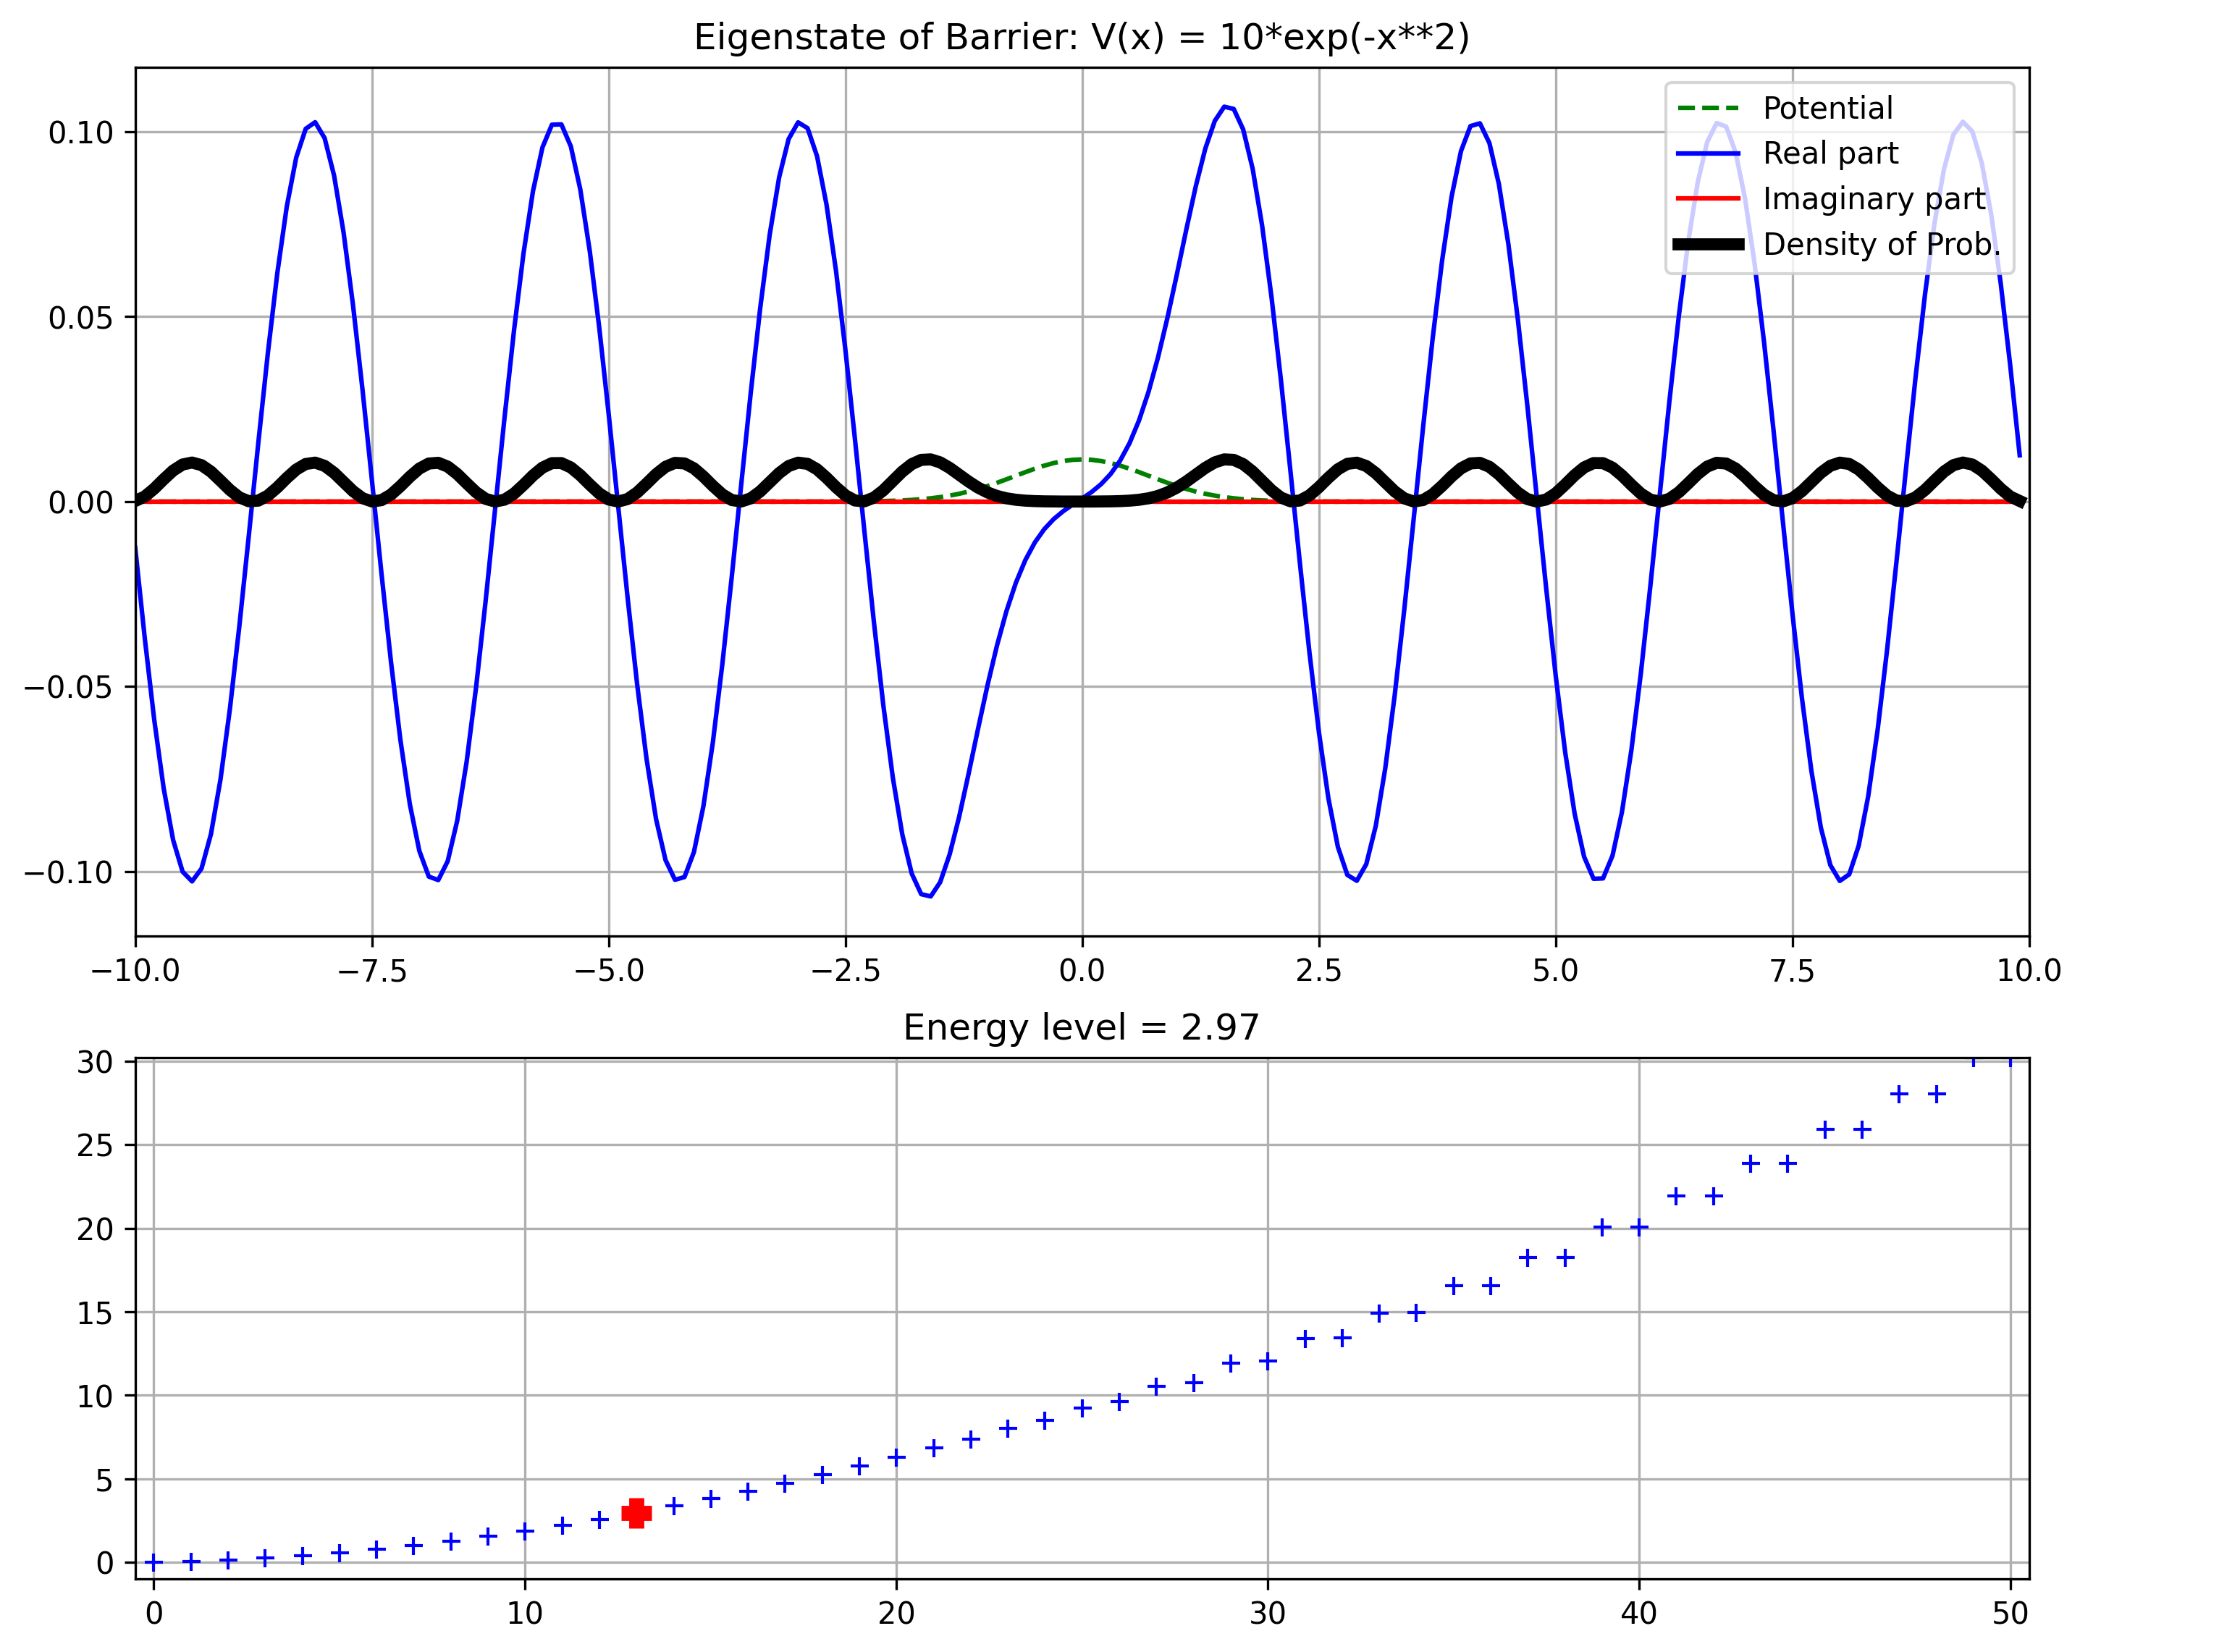 Eigenstate of Barrier: V(x) = 10*exp(-x**2)
Potential
Real part
Imaginary part
Density of Prob.
0.10
0.05
0.00
−0.05
−0.10
−10.0 −7.5 −5.0 −2.5 0.0 2.5 5.0 7.5 10.0
Energy level = 2.97
30
25
20
15
10
5
0
0 10 20 30 40 50